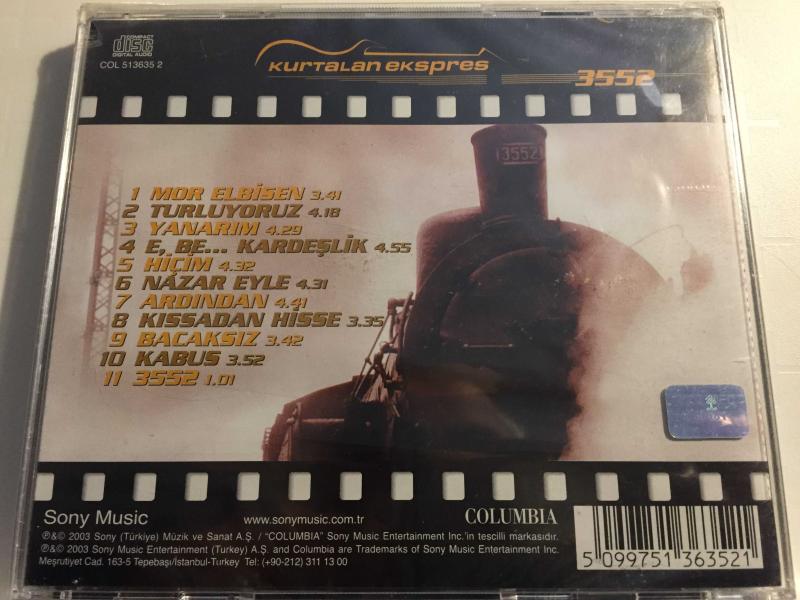 COMPACT
disc
DIGITAL AUDIO
COL 513635 2
KURTALAN EKSPRES
3552
3552
1 MOR ELBİSEN 3.41
2 TURLUYORUZ 4.18
3 YANARIM 4.29
4 E, BE... KARDEŞLİK 4.55
5 HİÇİM 4.32
6 NÁZAR EYLE 4.31
7 ARDINDAN 4.41
8 KISSADAN HİSSE 3.35
9 BACAKSIZ 3.42
10 KABUS 3.52
11 3552 1.01
Sony Music
www.sonymusic.com.tr
COLUMBIA
℗&© 2003 Sony (Türkiye) Müzik ve Sanat A.Ş. / "COLUMBIA" Sony Music Entertainment Inc.'in tescilli markasıdır.
℗&© 2003 Sony Music Entertainment (Turkey) A.Ş. and Columbia are Trademarks of Sony Music Entertainment Inc.
Meşrutiyet Cad. 163-5 Tepebaşı/İstanbul-Turkey Tel: (+90-212) 311 13 00
5 099751 363521